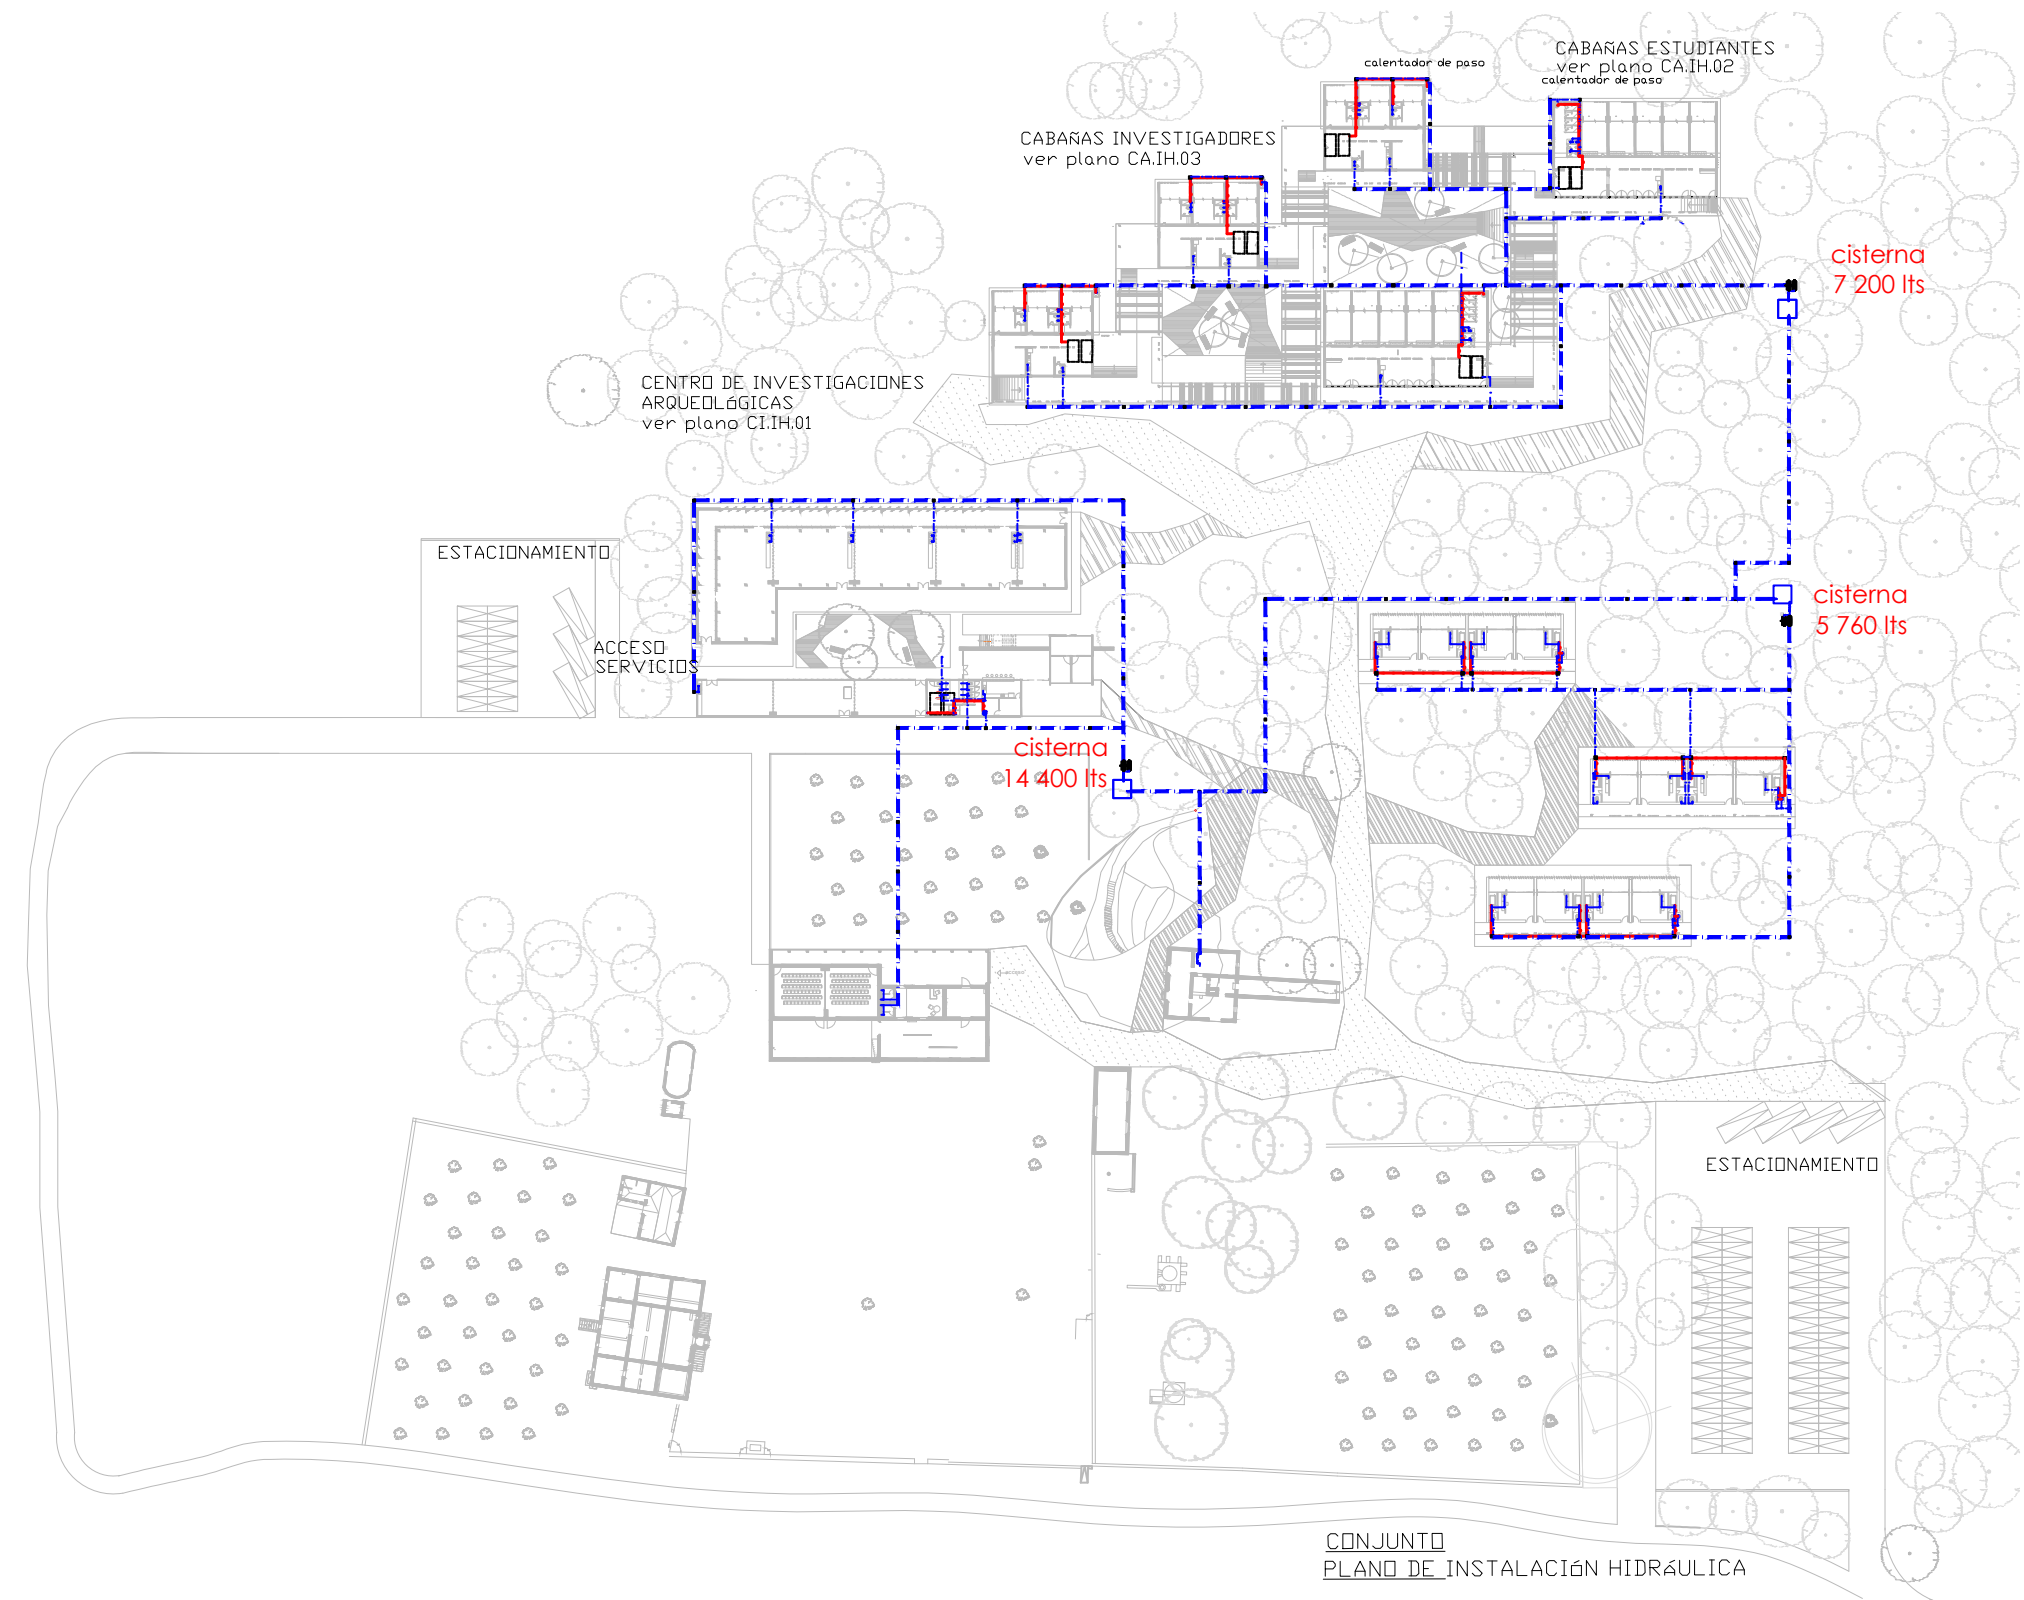 CABAÑAS ESTUDIANTES
ver plano CA.IH.02
calentador de paso
calentador de paso
CABAÑAS INVESTIGADORES
ver plano CA.IH.03
cisterna
7 200 lts
CENTRO DE INVESTIGACIONES
ARQUEOLóGICAS
ver plano CI.IH.01
ESTACIONAMIENTO
ACCESO
SERVICIOS
cisterna
5 760 lts
cisterna
14 400 lts
ESTACIONAMIENTO
CONJUNTO
PLANO DE INSTALACIóN HIDRáULICA